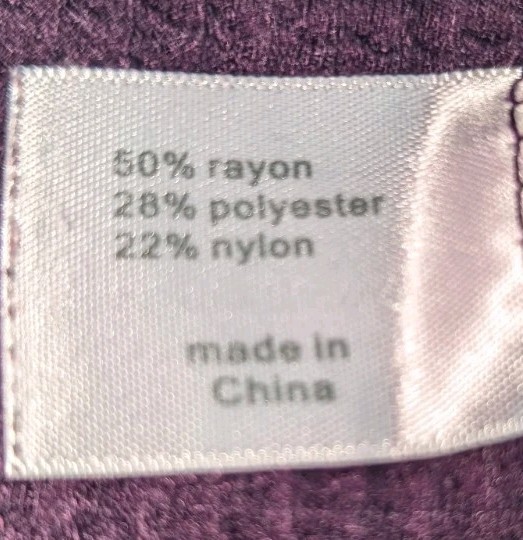 50% rayon
28% polyester
22% nylon
made in
China